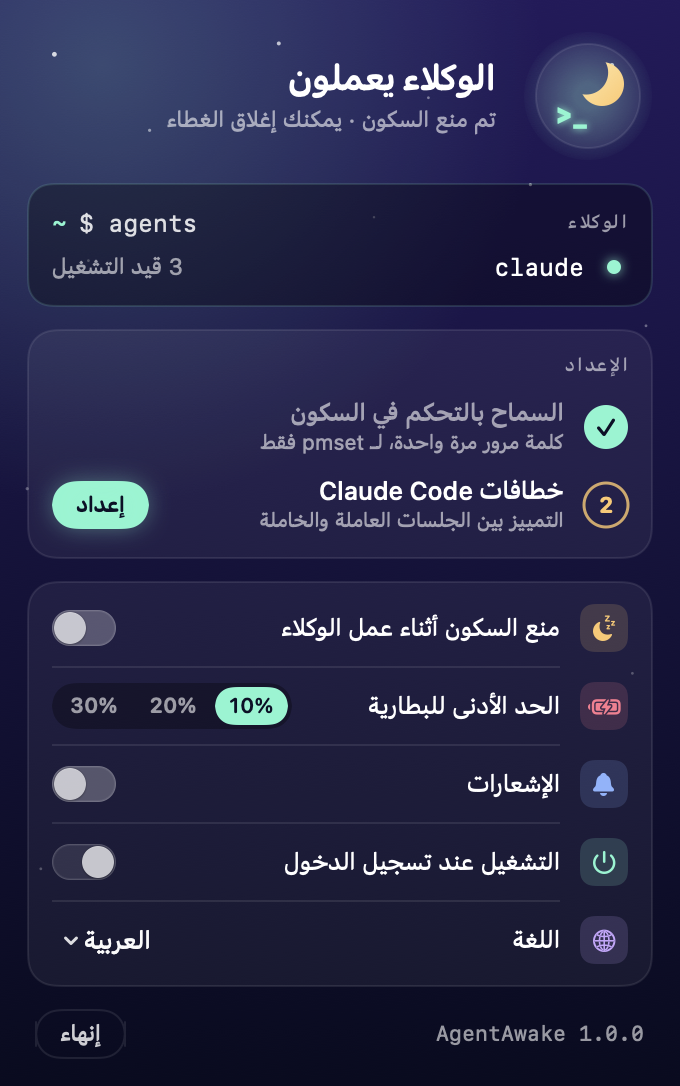 >_
الوكلاء يعملون
تم منع السكون · يمكنك إغلاق الغطاء
الوكلاء
~ $ agents
claude
3 قيد التشغيل
الإعداد
السماح بالتحكم في السكون
كلمة مرور مرة واحدة، لـ pmset فقط
2
خطافات Claude Code
التمييز بين الجلسات العاملة والخاملة
إعداد
منع السكون أثناء عمل الوكلاء
الحد الأدنى للبطارية
10% 20% 30%
الإشعارات
التشغيل عند تسجيل الدخول
اللغة
العربية
AgentAwake 1.0.0
إنهاء